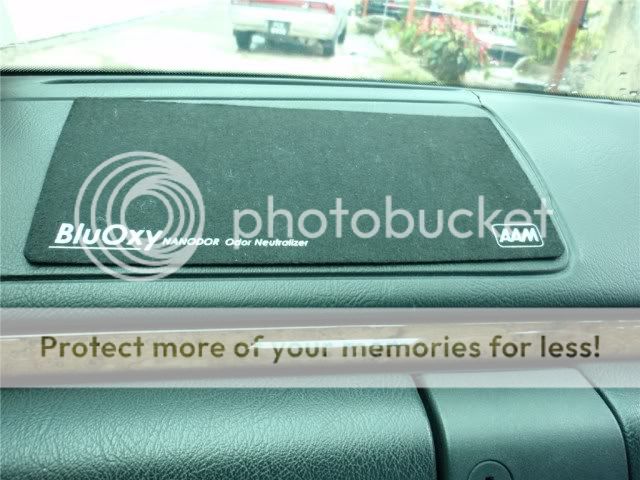 BluOxy NANODOR Odor Neutralizer
AAM
photobucket
Protect more of your memories for less!